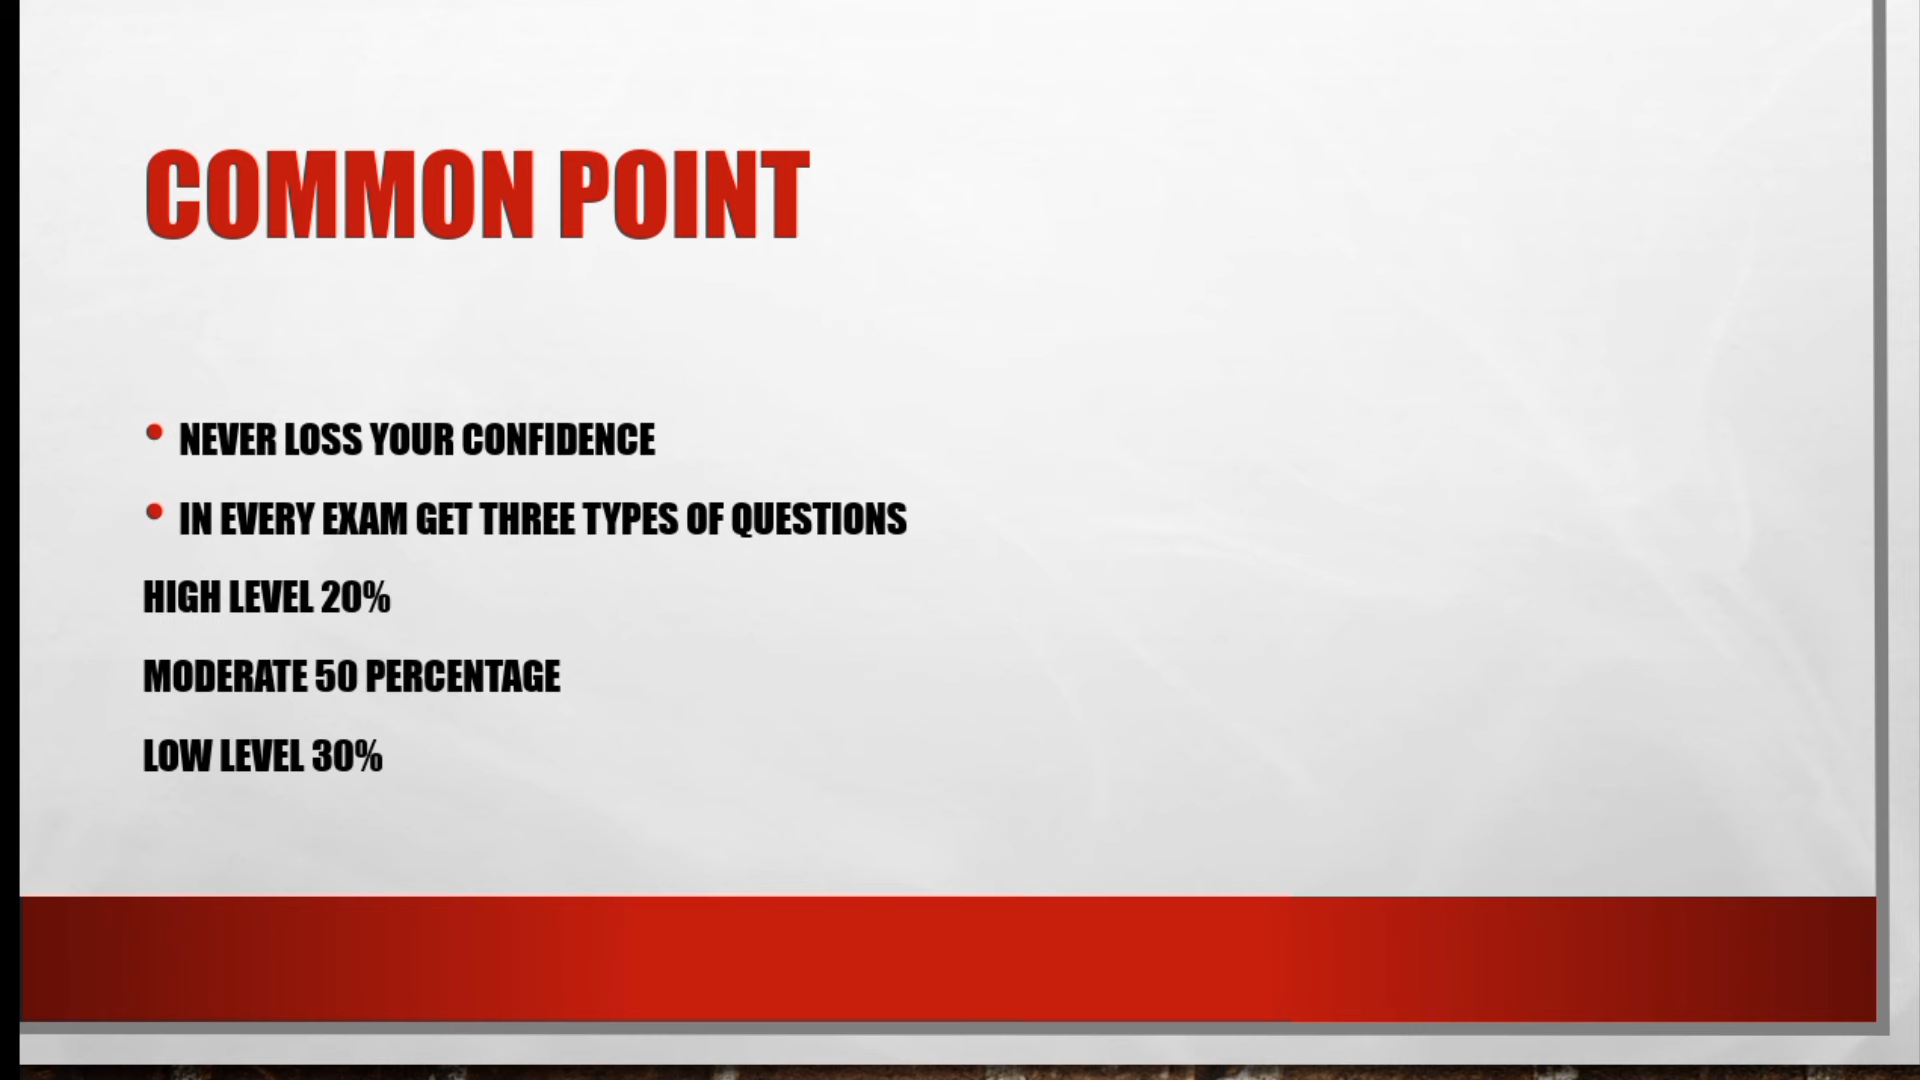 COMMON POINT
• NEVER LOSS YOUR CONFIDENCE
• IN EVERY EXAM GET THREE TYPES OF QUESTIONS
HIGH LEVEL 20%
MODERATE 50 PERCENTAGE
LOW LEVEL 30%